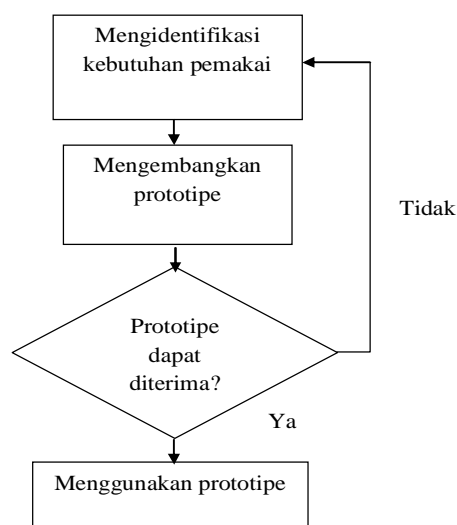 Mengidentifikasi
kebutuhan pemakai
Mengembangkan
prototipe
Tidak
Prototipe
dapat
diterima?
Ya
Menggunakan prototipe